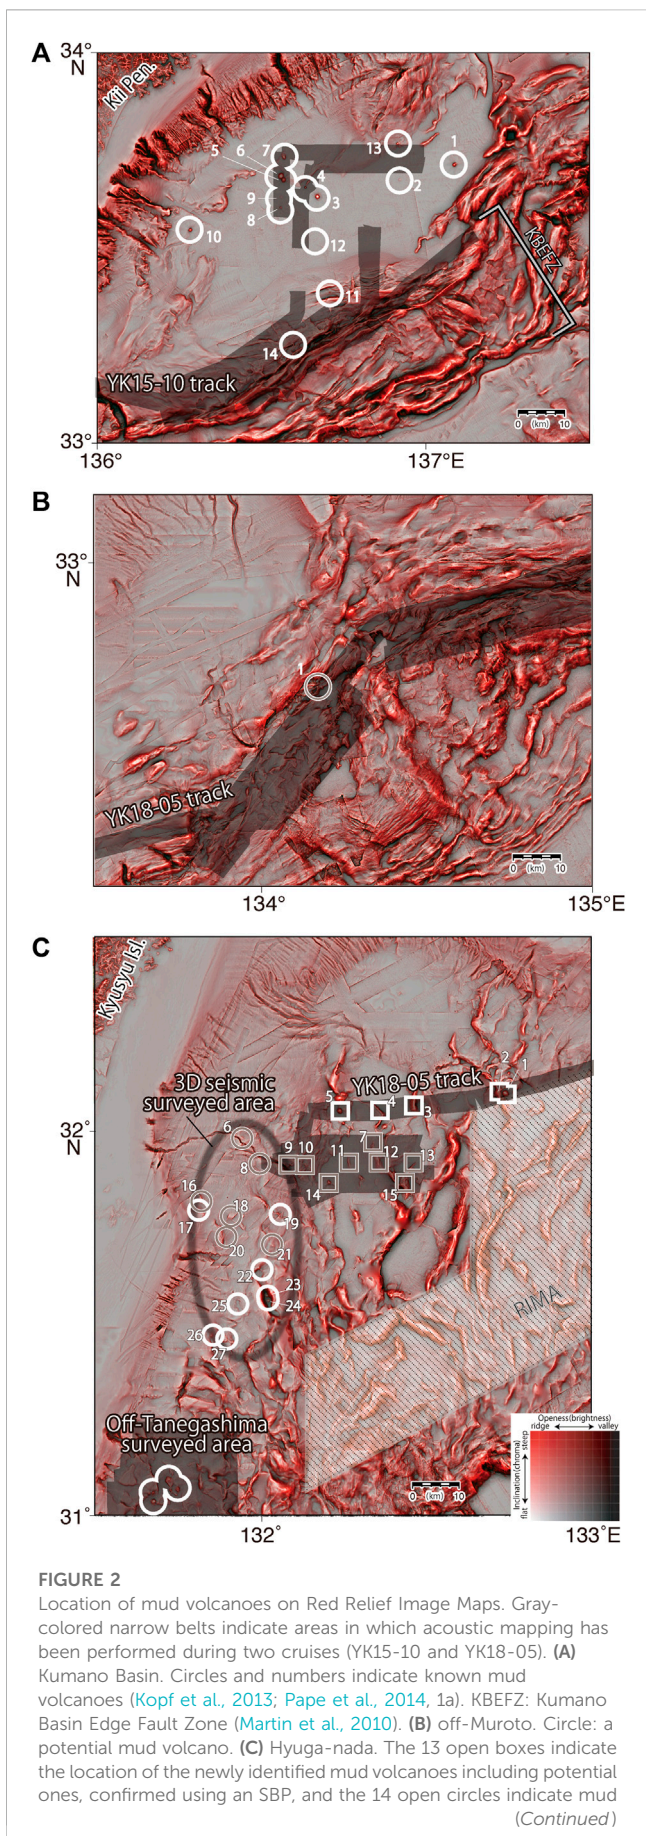 A
34°
N
Kii Pen.
7
6
5
13
1
4
2
9
3
8
10
12
KBEFZ
11
14
YK15-10 track
0 (km) 10
33°
136°
137°E
B
33°
N
1
YK18-05 track
0 (km) 10
134°
135°E
C
Kyusyu Isl.
2
1
3D seismic
surveyed area
YK18-05 track
5
4
3
32°
6
7
8
9
10
11
12
13
14
15
16
17
18
19
20
21
22
23
24
25
26
27
RIMA
Off-Tanegashima
surveyed area
Openess(brightness)
ridge valley
Inclination(chroma)
flat steep
0 (km) 10
31°
132°
133°E
FIGURE 2
Location of mud volcanoes on Red Relief Image Maps. Gray-
colored narrow belts indicate areas in which acoustic mapping has
been performed during two cruises (YK15-10 and YK18-05). (A)
Kumano Basin. Circles and numbers indicate known mud
volcanoes (Kopf et al., 2013; Pape et al., 2014, 1a). KBEFZ: Kumano
Basin Edge Fault Zone (Martin et al., 2010). (B) off-Muroto. Circle: a
potential mud volcano. (C) Hyuga-nada. The 13 open boxes indicate
the location of the newly identified mud volcanoes including potential
ones, confirmed using an SBP, and the 14 open circles indicate mud
(Continued)